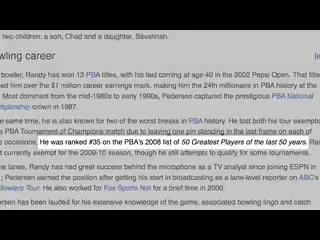 two children: a son, Chad and a daughter, Savannah.
wling career
bowler, Randy has won 13 PBA titles, with his last coming at age 40 in the 2002 Pepsi Open. That titl
ed him over the $1 million career earnings mark, making him the 24th millionaire in PBA history at the
Most dominant from the mid-1980s to early 1990s, Pedersen captured the prestigious PBA National
mpionship crown in 1987.
e same time, he is also known for two of the worst breaks in PBA history. He lost both his tour exemption
a PBA Tournament of Champions match due to leaving one pin standing in the last frame on each of
e occasions. He was ranked #35 on the PBA's 2008 list of 50 Greatest Players of the last 50 years. Ran
t currently exempt for the 2009-10 season, though he still attempts to qualify for some tournaments.
e lanes, Randy has had great success behind the microphone as a TV analyst since joining ESPN in
; Pedersen earned the position after getting his start in broadcasting as a lane-level reporter on ABC's
Bowlers Tour. He also worked for Fox Sports Net for a brief time in 2000.
dersen has been lauded for his extensive knowledge of the game, associated bowling lingo and catch